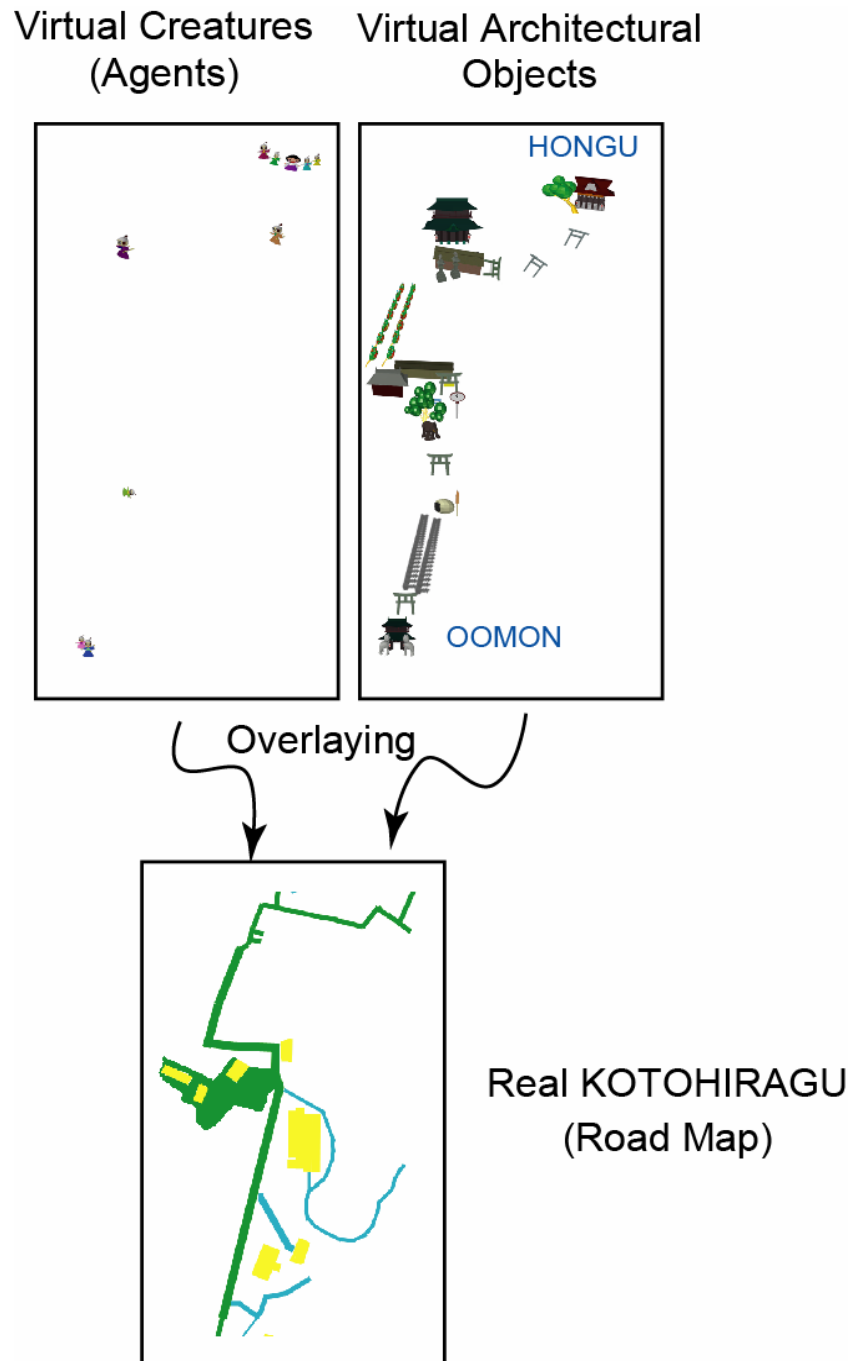 Virtual Creatures
(Agents)
Virtual Architectural
Objects
HONGU
OOMON
Overlaying
Real KOTOHIRAGU
(Road Map)